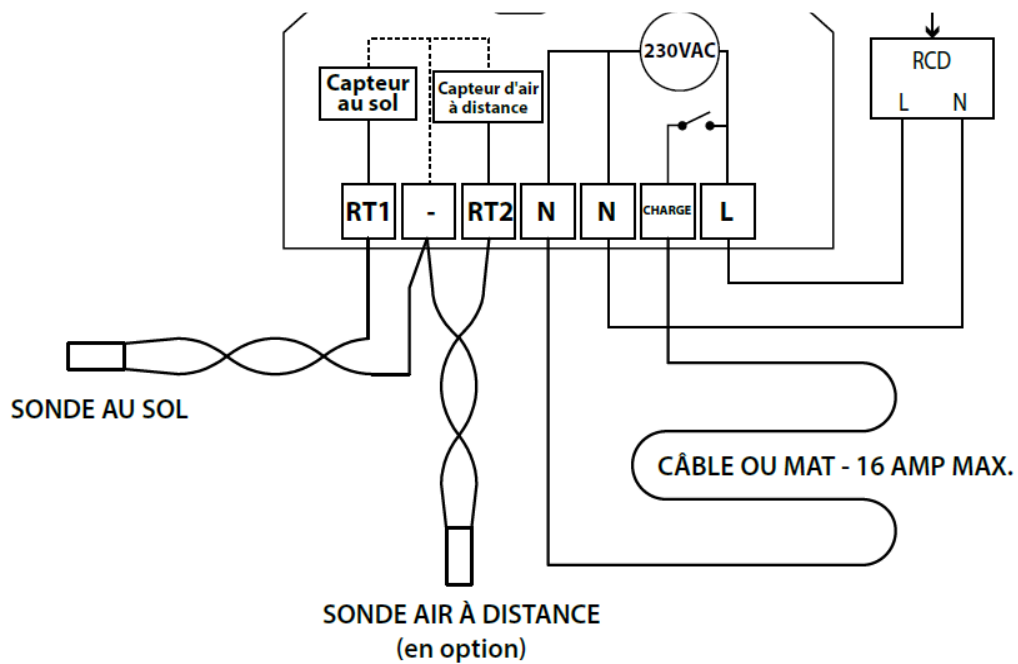 230VAC
RCD
L N
Capteur
au sol
Capteur d'air
à distance
RT1 - RT2 N N CHARGE L
SONDE AU SOL
CÂBLE OU MAT - 16 AMP MAX.
SONDE AIR À DISTANCE
(en option)